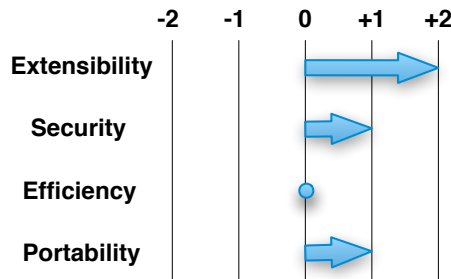 -2 -1 0 +1 +2
Extensibility
Security
Efficiency
Portability